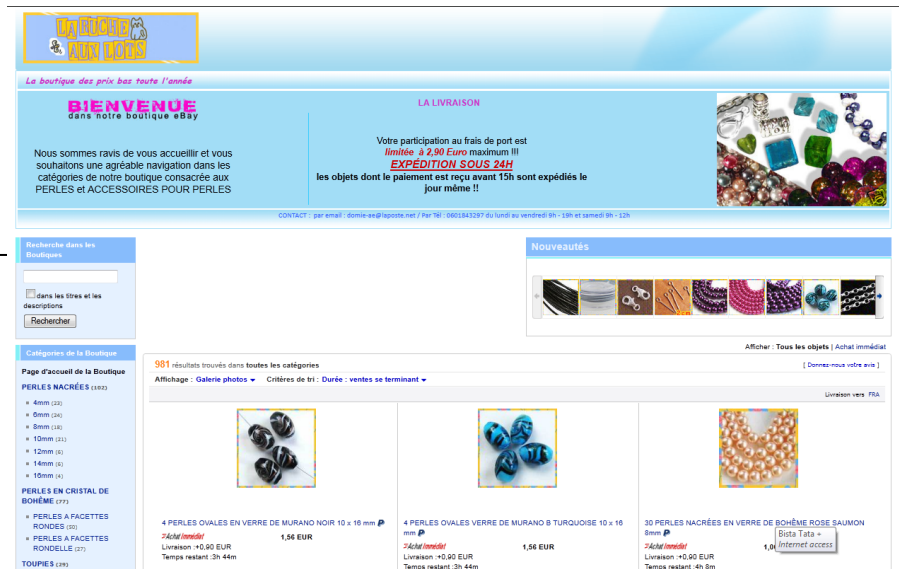 LA RUCHE
AUX LOTS
La boutique des prix bas toute l'année
BIENVENUE
dans notre boutique eBay
Nous sommes ravis de vous accueillir et vous
souhaitons une agréable navigation dans les
catégories de notre boutique consacrée aux
PERLES et ACCESSOIRES POUR PERLES
LA LIVRAISON
Votre participation au frais de port est
limitée à 2,90 Euro maximum !!!
EXPÉDITION SOUS 24H
les objets dont le paiement est reçu avant 15h sont expédiés le
jour même !!
CONTACT : par email : domie-ae@laposte.net / Par Tél : 0601843297 du lundi au vendredi 9h - 19h et samedi 9h - 12h
Recherche dans les
Boutiques
dans les titres et les
descriptions
Rechercher
Nouveautés
2cm
Afficher : Tous les objets | Achat immédiat
Catégories de la Boutique
Page d'accueil de la Boutique
PERLES NACRÉES (102)
4mm (23)
6mm (24)
8mm (18)
10mm (21)
12mm (6)
14mm (6)
16mm (4)
PERLES EN CRISTAL DE
BOHÊME (77)
PERLES A FACETTES
RONDES (50)
PERLES A FACETTES
RONDELLE (27)
TOUPIES (29)
981 résultats trouvés dans toutes les catégories
[ Donnez-nous votre avis ]
Affichage : Galerie photos Critères de tri : Durée : ventes se terminant
Livraison vers FRA
4 PERLES OVALES EN VERRE DE MURANO NOIR 10 x 16 mm
Achat Immédiat 1,56 EUR
Livraison :+0,90 EUR
Temps restant :3h 44m
4 PERLES OVALES VERRE DE MURANO B TURQUOISE 10 x 16
mm
Achat Immédiat 1,56 EUR
Livraison :+0,90 EUR
Temps restant :3h 44m
30 PERLES NACRÉES EN VERRE DE BOHÊME ROSE SAUMON
8mm
Achat Immédiat
Livraison :+0,90 EUR
Temps restant :4h 8m
Bista Tata +
Internet access